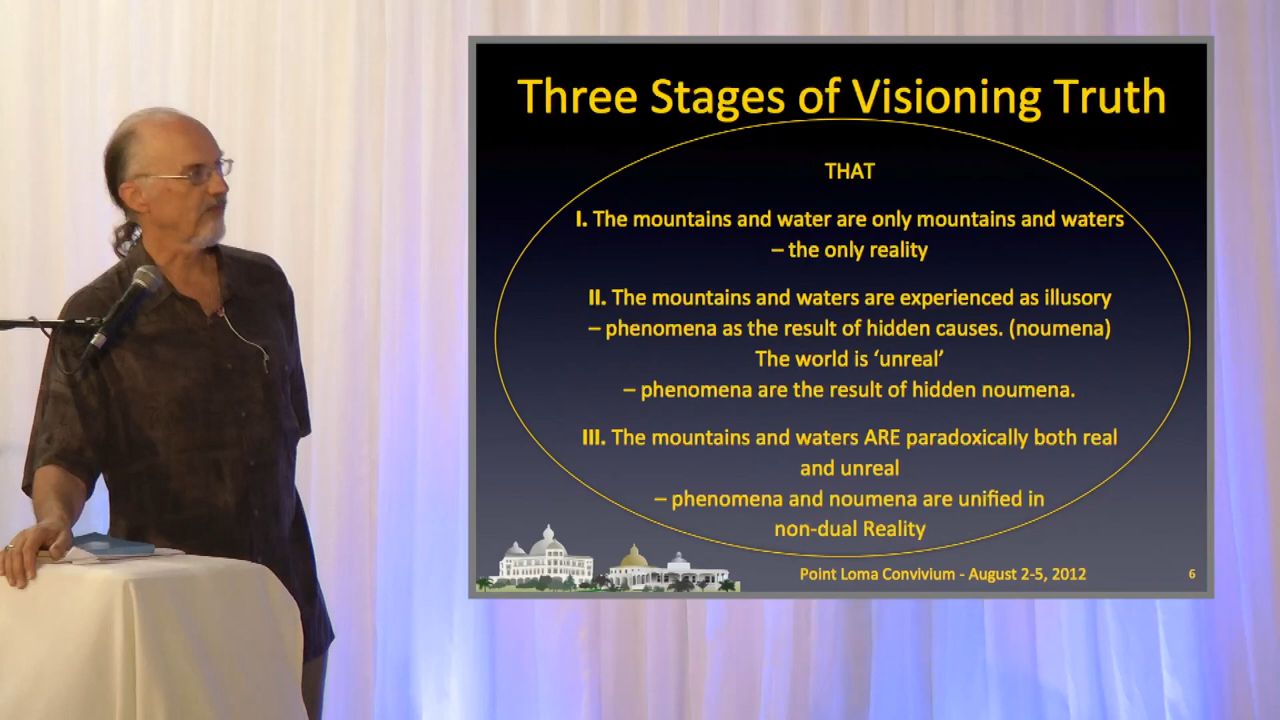 Three Stages of Visioning Truth
THAT
I. The mountains and water are only mountains and waters
– the only reality
II. The mountains and waters are experienced as illusory
– phenomena as the result of hidden causes. (noumena)
The world is ‘unreal’
– phenomena are the result of hidden noumena.
III. The mountains and waters ARE paradoxically both real
and unreal
– phenomena and noumena are unified in
non-dual Reality
Point Loma Convivium - August 2-5, 2012
6